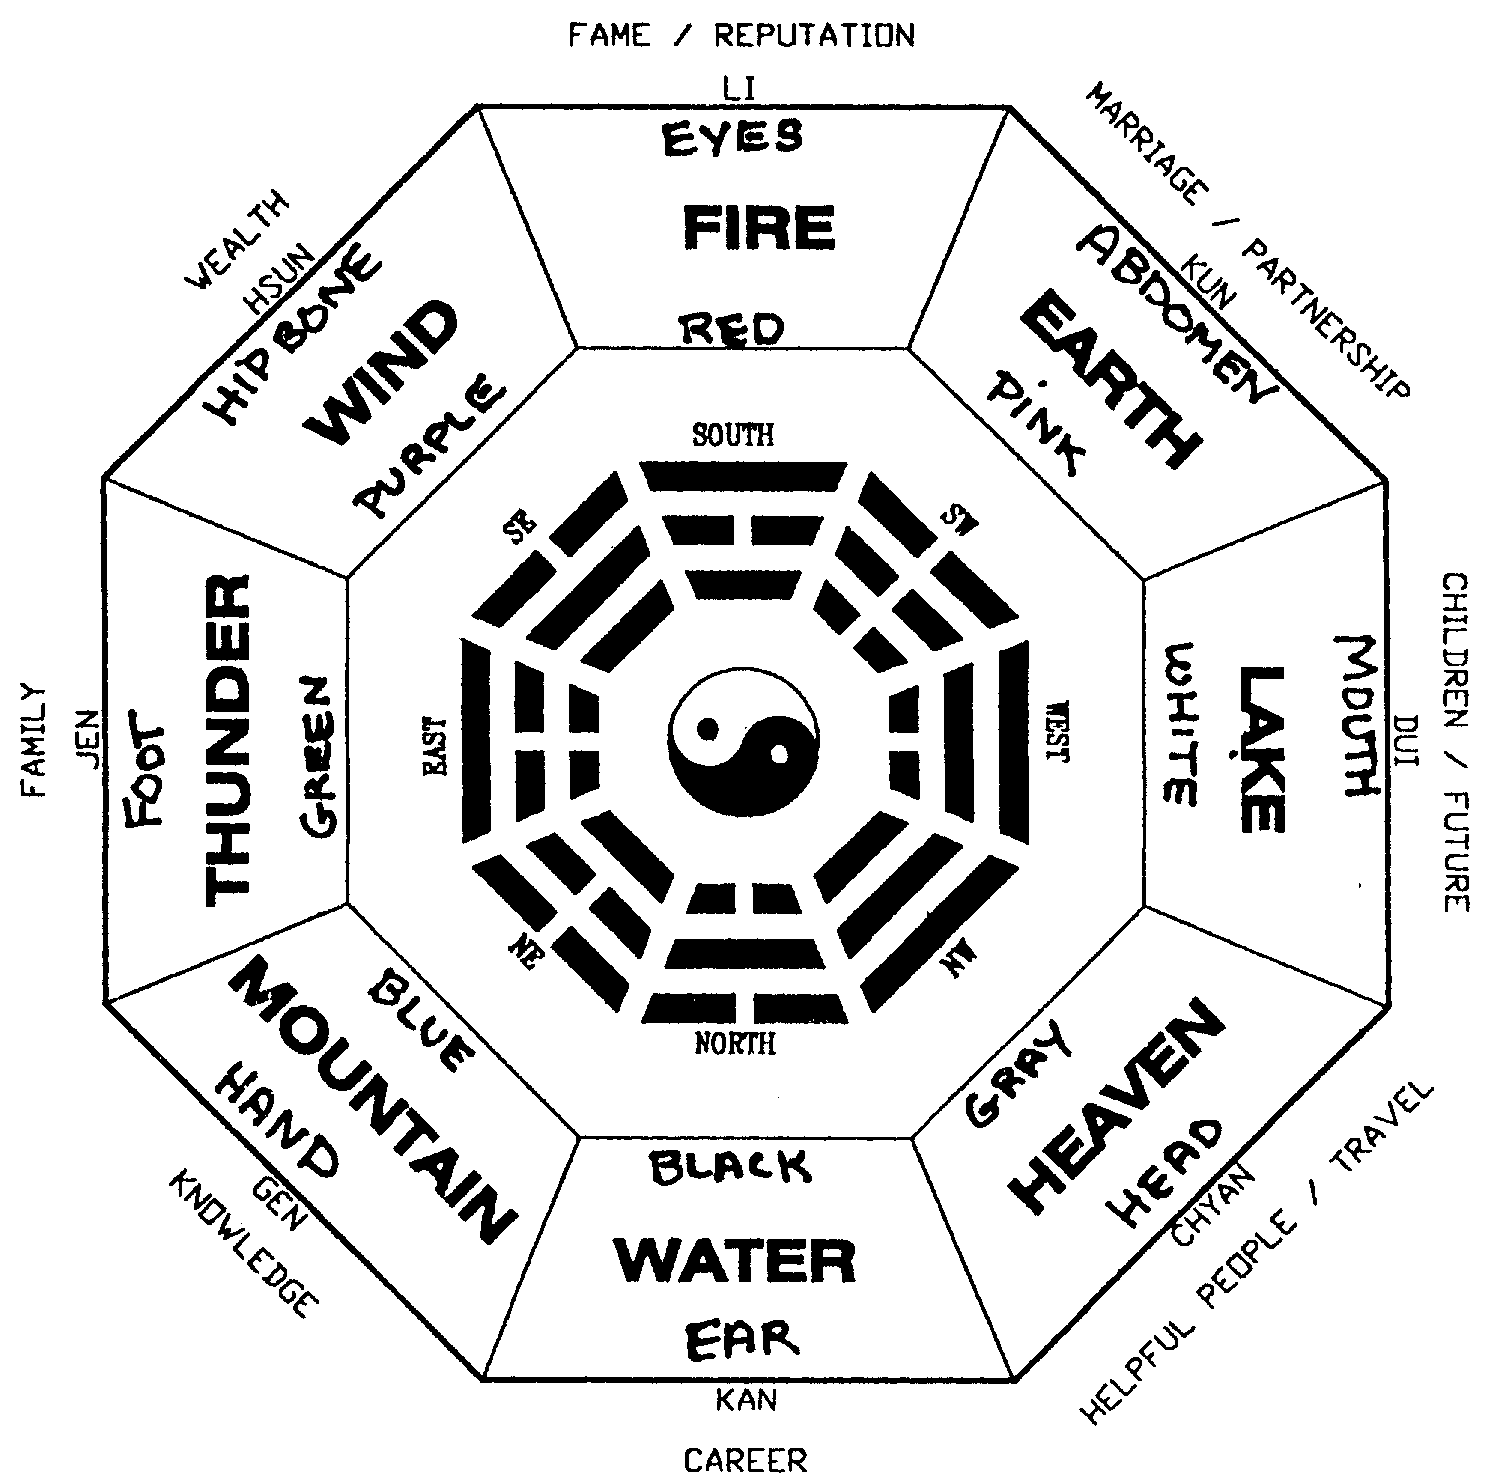 FAME / REPUTATION
LI
EYES
FIRE
RED
MARRIAGE / PARTNERSHIP
KUN
ABDOMEN
EARTH
PINK
WEALTH
HSUN
HIP BONE
WIND
PURPLE
SOUTH
SE
SW
FAMILY
JEN
FOOT
THUNDER
GREEN
EAST
WEST
WHITE
LAKE
MOUTH
DUI
CHILDREN / FUTURE
NE
NW
NORTH
BLUE
MOUNTAIN
HAND
GEN
KNOWLEDGE
GRAY
HEAVEN
HEAD
CHYAN
HELPFUL PEOPLE / TRAVEL
BLACK
WATER
EAR
KAN
CAREER